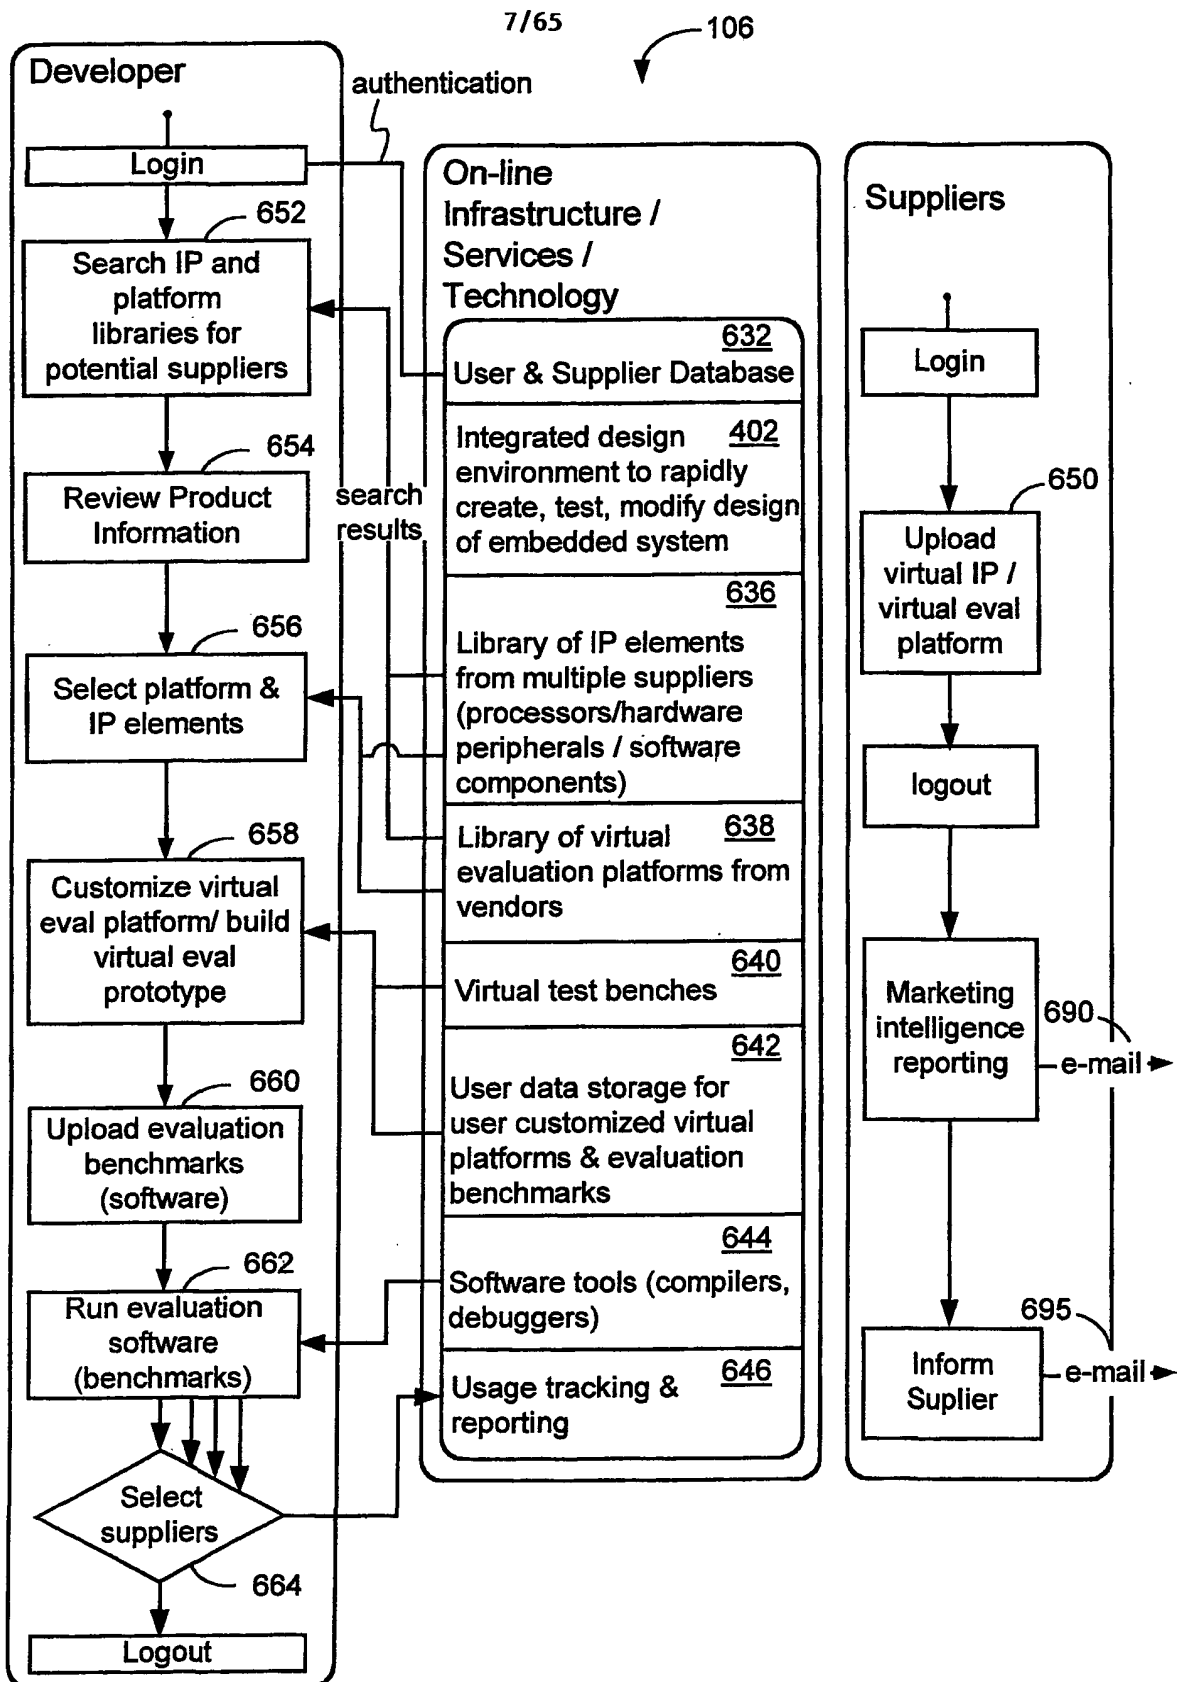 7/65
106
Developer
authentication
Login
652
Search IP and
platform
libraries for
potential suppliers
654
Review Product
Information
search
results
656
Select platform &
IP elements
658
Customize virtual
eval platform/ build
virtual eval
prototype
660
Upload evaluation
benchmarks
(software)
662
Run evaluation
software
(benchmarks)
Select
suppliers
664
Logout
On-line
Infrastructure /
Services /
Technology
632
User & Supplier Database
Integrated design 402
environment to rapidly
create, test, modify design
of embedded system
636
Library of IP elements
from multiple suppliers
(processors/hardware
peripherals / software
components)
Library of virtual 638
evaluation platforms from
vendors
640
Virtual test benches
642
User data storage for
user customized virtual
platforms & evaluation
benchmarks
644
Software tools (compilers,
debuggers)
Usage tracking & 646
reporting
Suppliers
Login
650
Upload
virtual IP /
virtual eval
platform
logout
Marketing
intelligence
reporting
690
e-mail
695
Inform
Suplier
e-mail